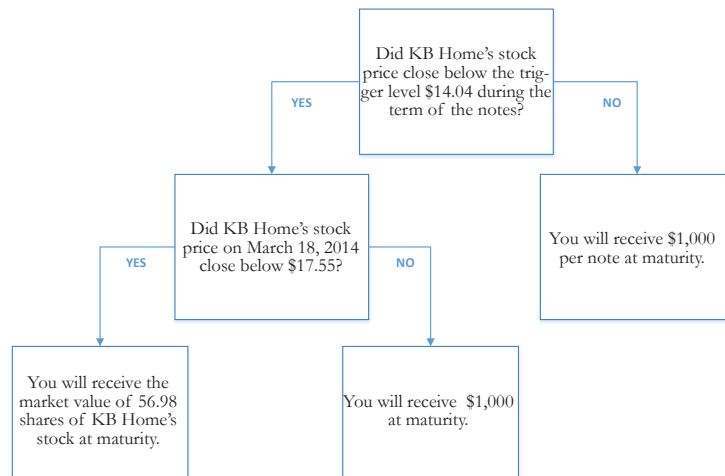 Did KB Home's stock
price close below the trig-
ger level $14.04 during the
term of the notes?
YES
NO
Did KB Home's stock
price on March 18, 2014
close below $17.55?
You will receive $1,000
per note at maturity.
YES
NO
You will receive the
market value of 56.98
shares of KB Home's
stock at maturity.
You will receive $1,000
at maturity.